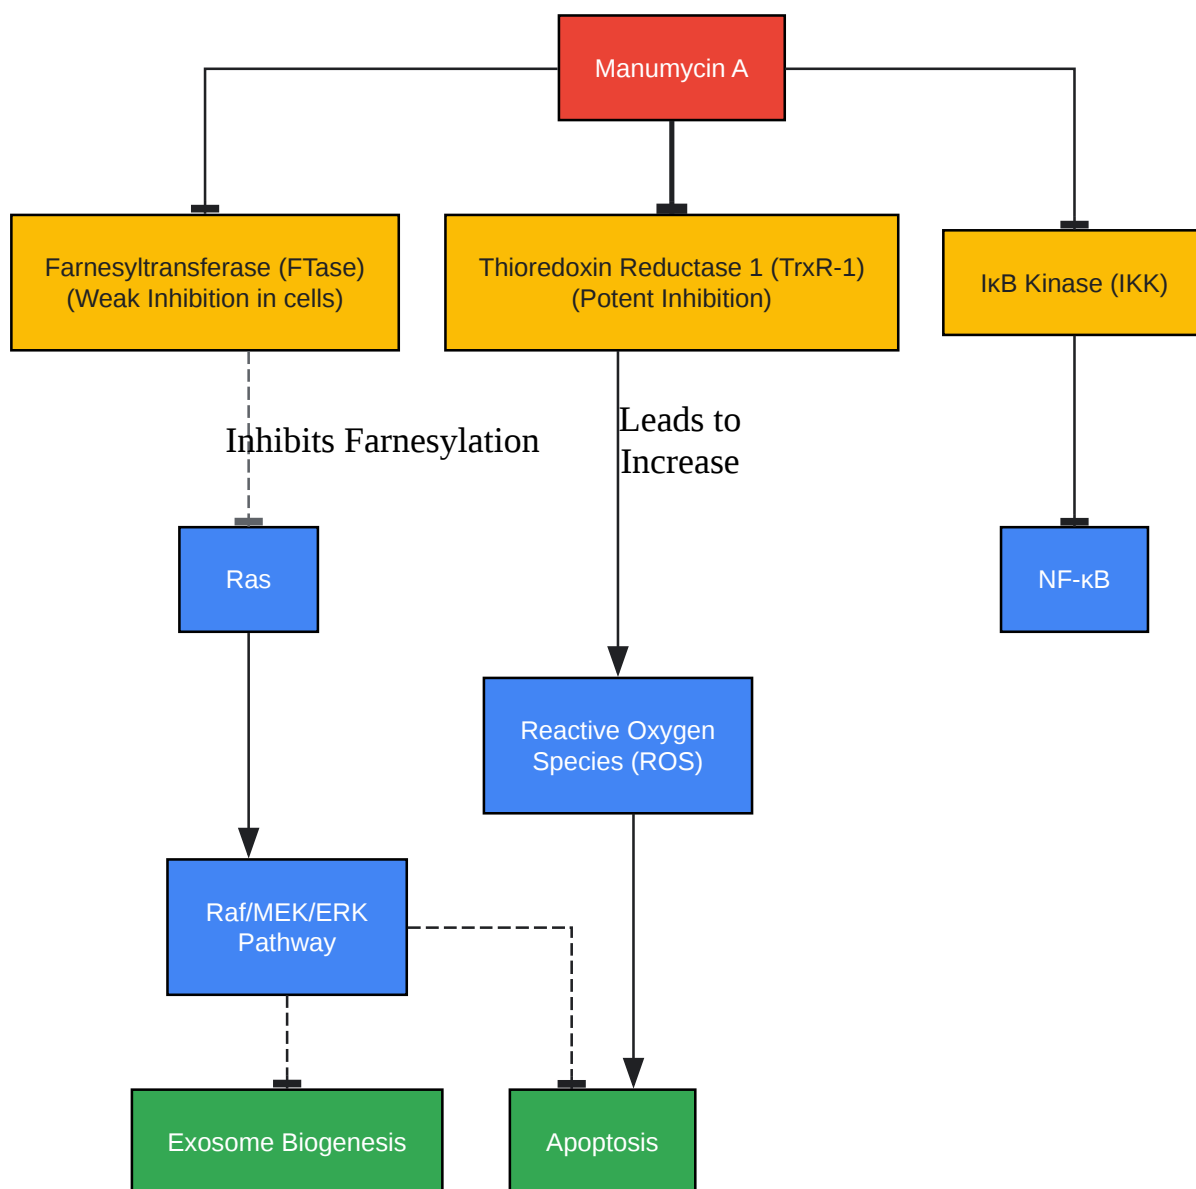 Manumycin A
Farnesyltransferase (FTase)
(Weak Inhibition in cells)
Thioredoxin Reductase 1 (TrxR-1)
(Potent Inhibition)
IκB Kinase (IKK)
Inhibits Farnesylation
Leads to
Increase
Ras
NF-κB
Reactive Oxygen
Species (ROS)
Raf/MEK/ERK
Pathway
Exosome Biogenesis
Apoptosis